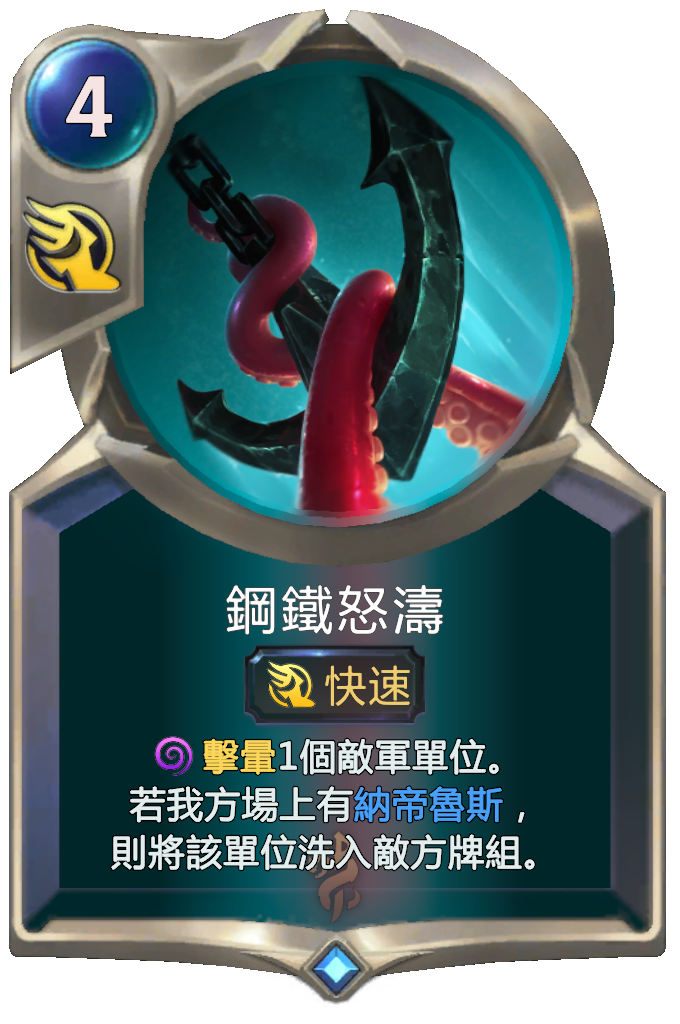 4
鋼鐵怒濤
快速
擊暈1個敵軍單位。
若我方場上有納帝魯斯，
則將該單位洗入敵方牌組。